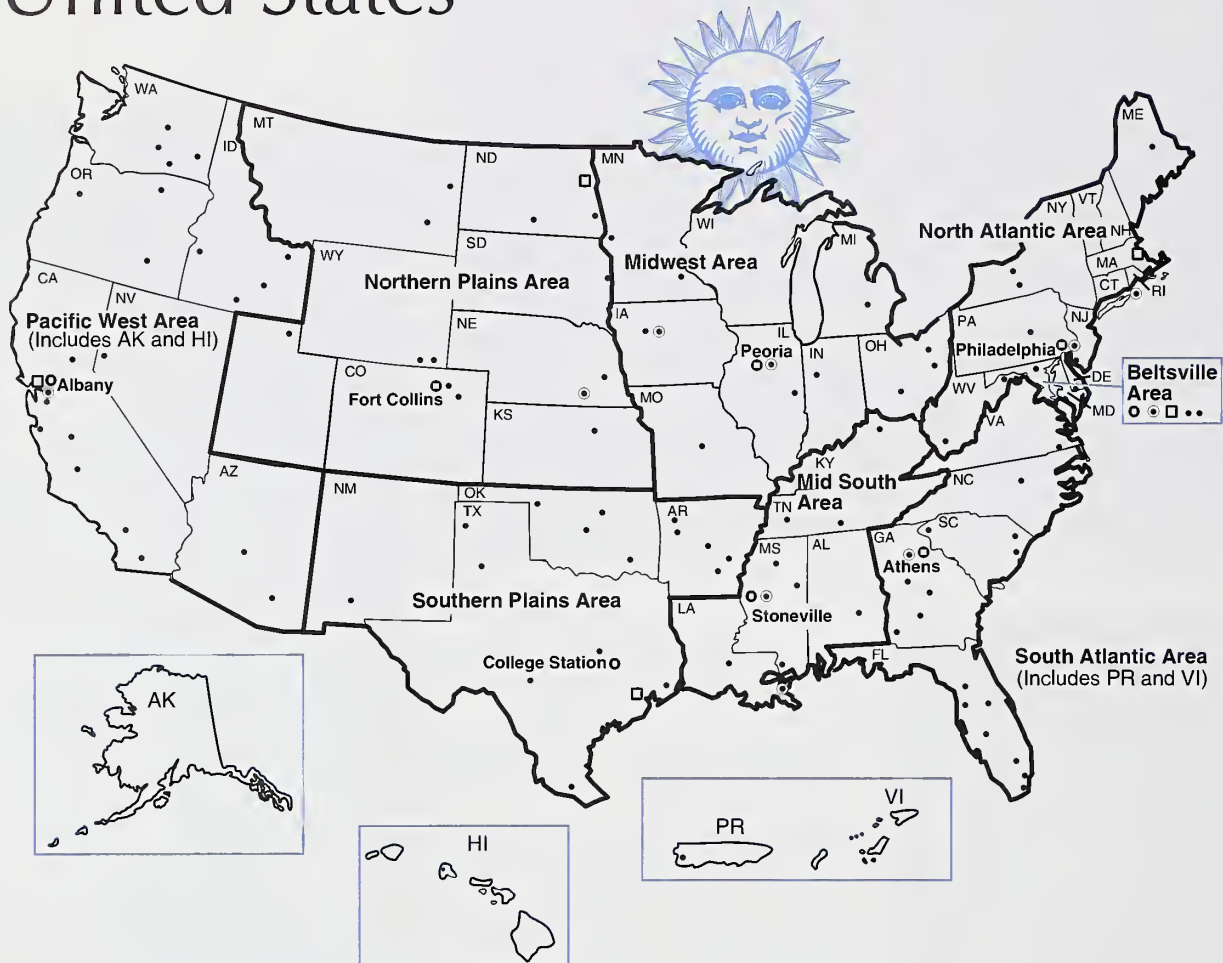 United States
WA
MT
ND
MN
ME
ID
OR
WI
MI
NY
VT
NH
North Atlantic Area
MA
CT
RI
SD
WY
Midwest Area
Northern Plains Area
CA
NV
Pacific West Area
(Includes AK and HI)
NE
IA
IL
IN
OH
PA
NJ
Peoria
Philadelphia
Albany
CO
Fort Collins
KS
MO
WV
VA
DE
MD
Beltsville
Area
KY
Mid South
Area
AZ
NM
OK
TX
AR
TN
NC
SC
MS
AL
GA
Athens
Southern Plains Area
LA
Stoneville
College Station
FL
South Atlantic Area
(Includes PR and VI)
AK
HI
PR
VI